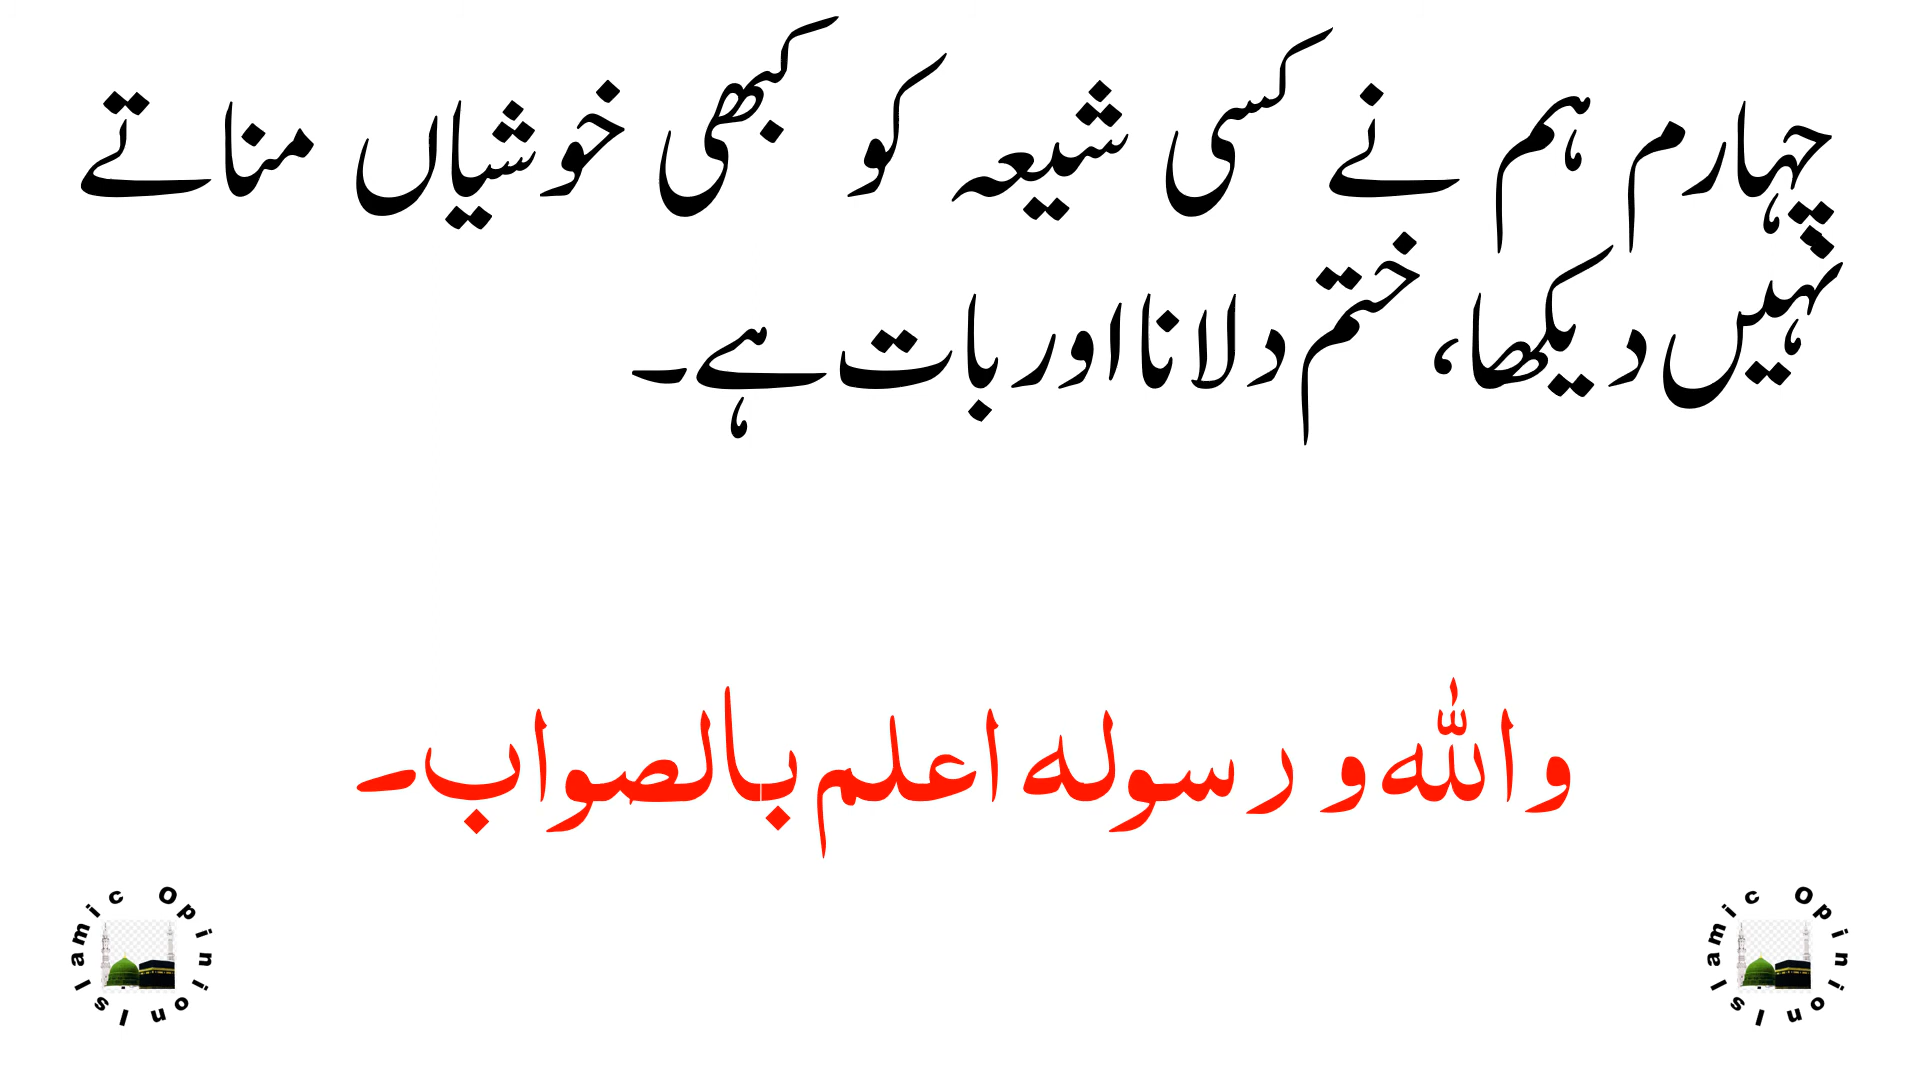 چہارم ہم نے کسی شیعہ کو کبھی خوشیاں مناتے
نہیں دیکھا، ختم دلانا اور بات ہے۔
واللہ و رسولہ اعلم بالصواب۔
Islamic Opinion
Islamic Opinion